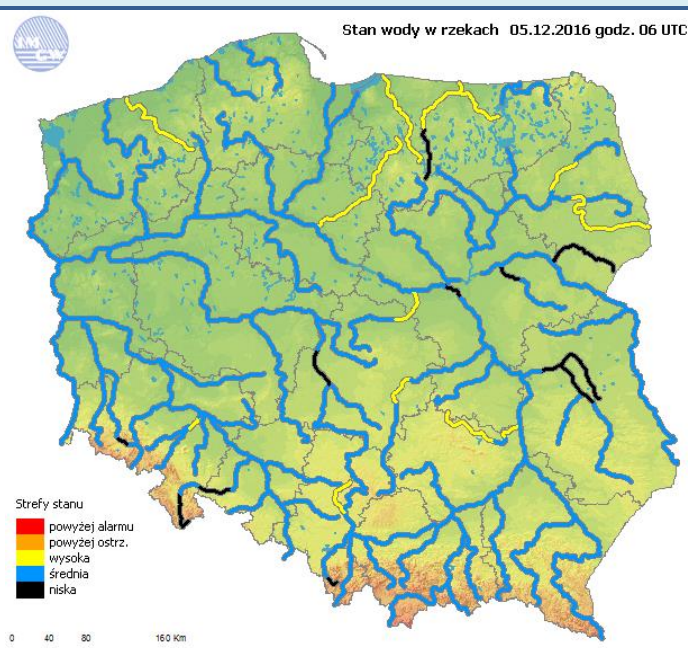 Stan wody w rzekach 05.12.2016 godz. 06 UTC
Strefy stanu
powyżej alarmu
powyżej ostrz.
wysoka
średnia
niska
0 40 80 160 Km